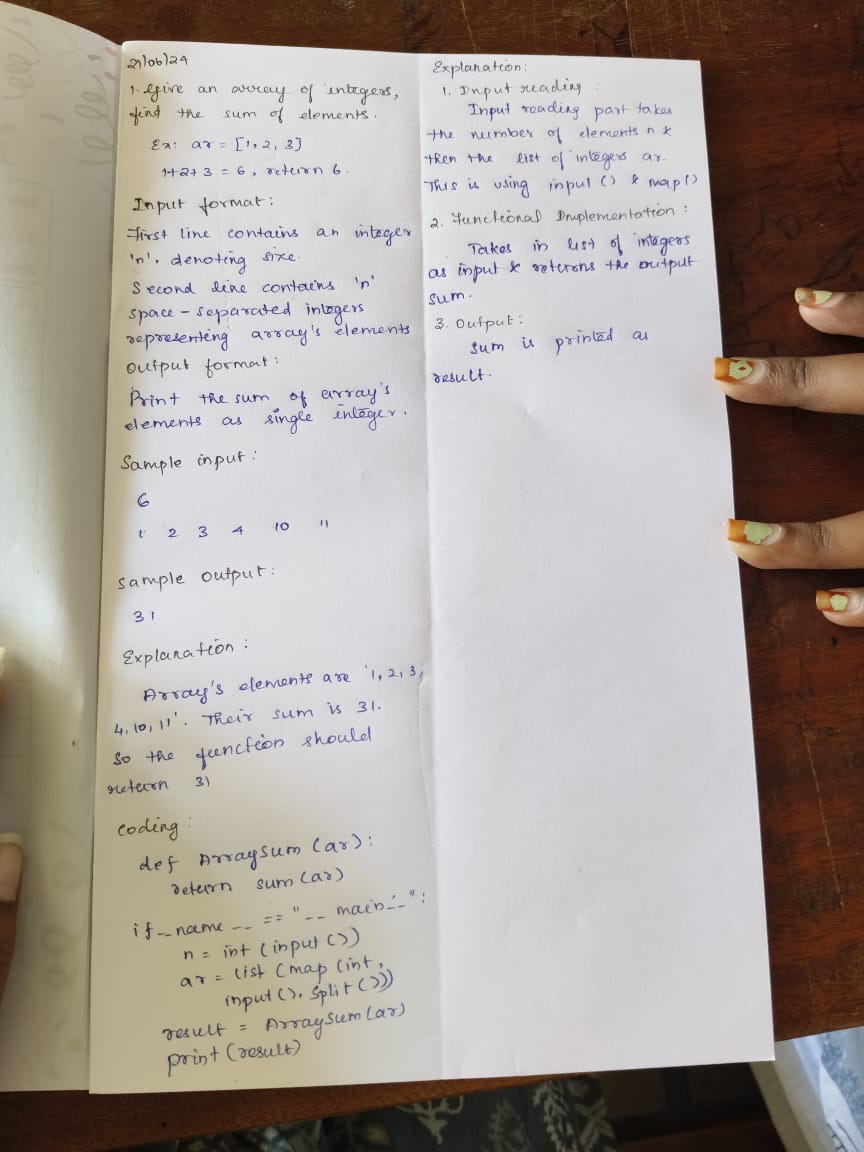 21/06/24
1. Give an array of integers,
find the sum of elements.
Ex: ar = [1, 2, 3]
1+2+3 = 6, return 6.
Input format:
First line contains an integer
'n', denoting size.
Second line contains 'n'
space - separated integers
representing array's elements
Output format:
Print the sum of array's
elements as single integer.
Sample input:
6
1 2 3 4 10 11
Sample output:
31
Explanation:
Array's elements are '1, 2, 3,
4, 10, 11'. Their sum is 31.
So the function should
return 31
Coding:
def Arraysum (ar):
return sum (ar)
if _ name _ _ == "_ _ main _ _":
n = int (input ())
ar = list (map (int,
input (). split ()))
result = Arraysum (ar)
print (result)
Explanation:
1. Input reading
Input reading part takes
the number of elements n &
then the list of integers ar.
This is using input () & map ()
2. Functional Implementation:
Takes in list of integers
as input & returns the output
sum.
3. Output:
Sum is printed as
result.